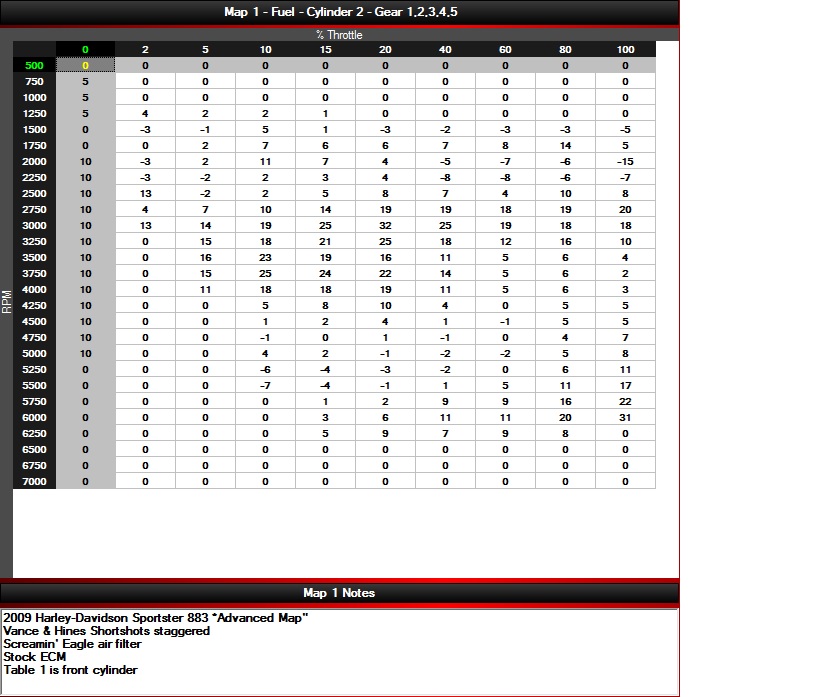 Map 1 - Fuel - Cylinder 2 - Gear 1,2,3,4,5
% Throttle
0 2 5 10 15 20 40 60 80 100
500 0 0 0 0 0 0 0 0 0 0
750 5 0 0 0 0 0 0 0 0 0
1000 5 0 0 0 0 0 0 0 0 0
1250 5 4 2 2 1 0 0 0 0 0
1500 0 -3 -1 5 1 -3 -2 -3 -3 -5
1750 0 0 2 7 6 6 7 8 14 5
2000 10 -3 2 11 7 4 -5 -7 -6 -15
2250 10 -3 -2 2 3 4 -8 -8 -6 -7
2500 10 13 -2 2 5 8 7 4 10 8
2750 10 4 7 10 14 19 19 18 19 20
3000 10 13 14 19 25 32 25 19 18 18
3250 10 0 15 18 21 25 18 12 16 10
3500 10 0 16 23 19 16 11 5 6 4
3750 10 0 15 25 24 22 14 5 6 2
4000 10 0 11 18 18 19 11 5 6 3
4250 10 0 0 5 8 10 4 0 5 5
4500 10 0 0 1 2 4 1 -1 5 5
4750 10 0 0 -1 0 1 -1 0 4 7
5000 10 0 0 4 2 -1 -2 -2 5 8
5250 0 0 0 -6 -4 -3 -2 0 6 11
5500 0 0 0 -7 -4 -1 1 5 11 17
5750 0 0 0 0 1 2 9 9 16 22
6000 0 0 0 0 3 6 11 11 20 31
6250 0 0 0 0 5 9 7 9 8 0
6500 0 0 0 0 0 0 0 0 0 0
6750 0 0 0 0 0 0 0 0 0 0
7000 0 0 0 0 0 0 0 0 0 0
RPM
Map 1 Notes
2009 Harley-Davidson Sportster 883 "Advanced Map"
Vance & Hines Shortshots staggered
Screamin' Eagle air filter
Stock ECM
Table 1 is front cylinder